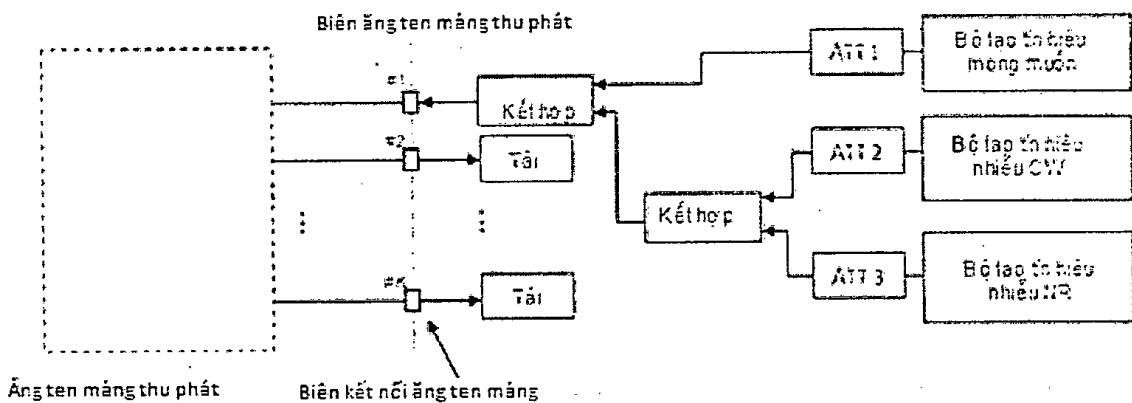 Biên ăng ten mảng thu phát
Bộ tạo tín hiệu
mong muốn
ATT 1
#1
Kết hợp
#2
Tải
ATT 2
Bộ tạo tín hiệu
nhiễu CW
Kết hợp
ATT 3
Bộ tạo tín hiệu
nhiễu NR
#K
Tải
Ăng ten mảng thu phát
Biên kết nối ăng ten mảng